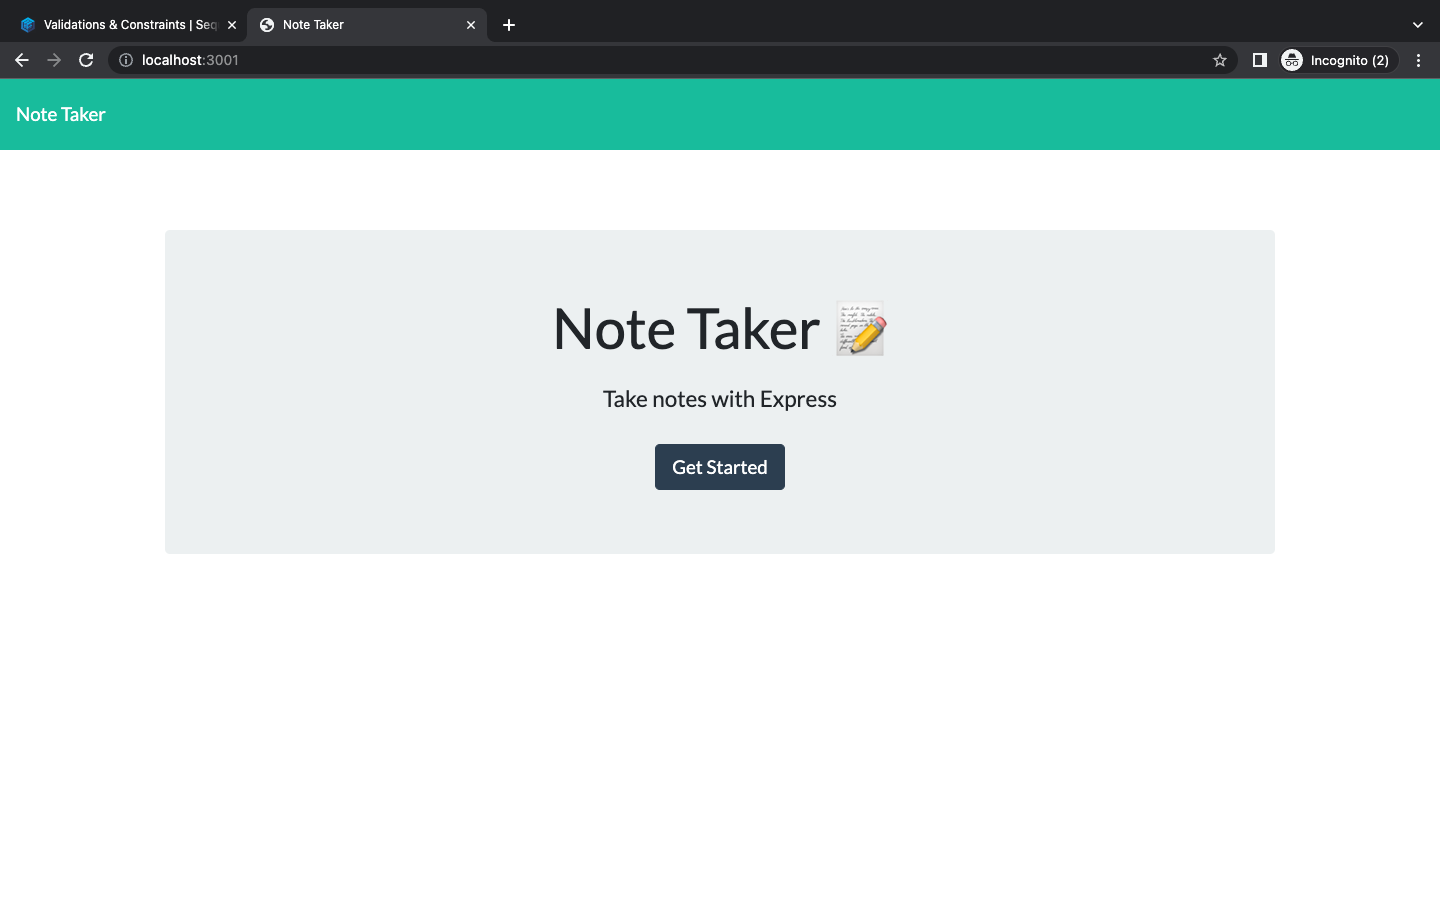 Validations & Constraints | Seq
Note Taker
localhost:3001
Incognito (2)
Note Taker
Note Taker 📝
Take notes with Express
Get Started